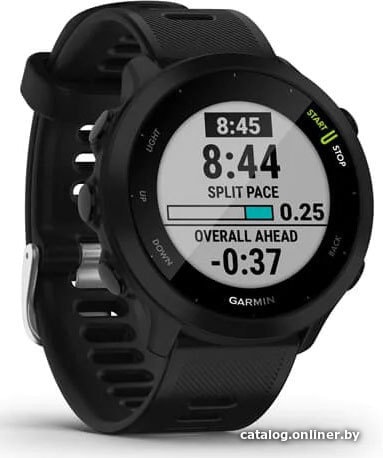 8:45
LIGHT
START
STOP
8:44
SPLIT PACE
UP
0.25
OVERALL AHEAD
DOWN
BACK
-0:37
GARMIN
catalog.onliner.by